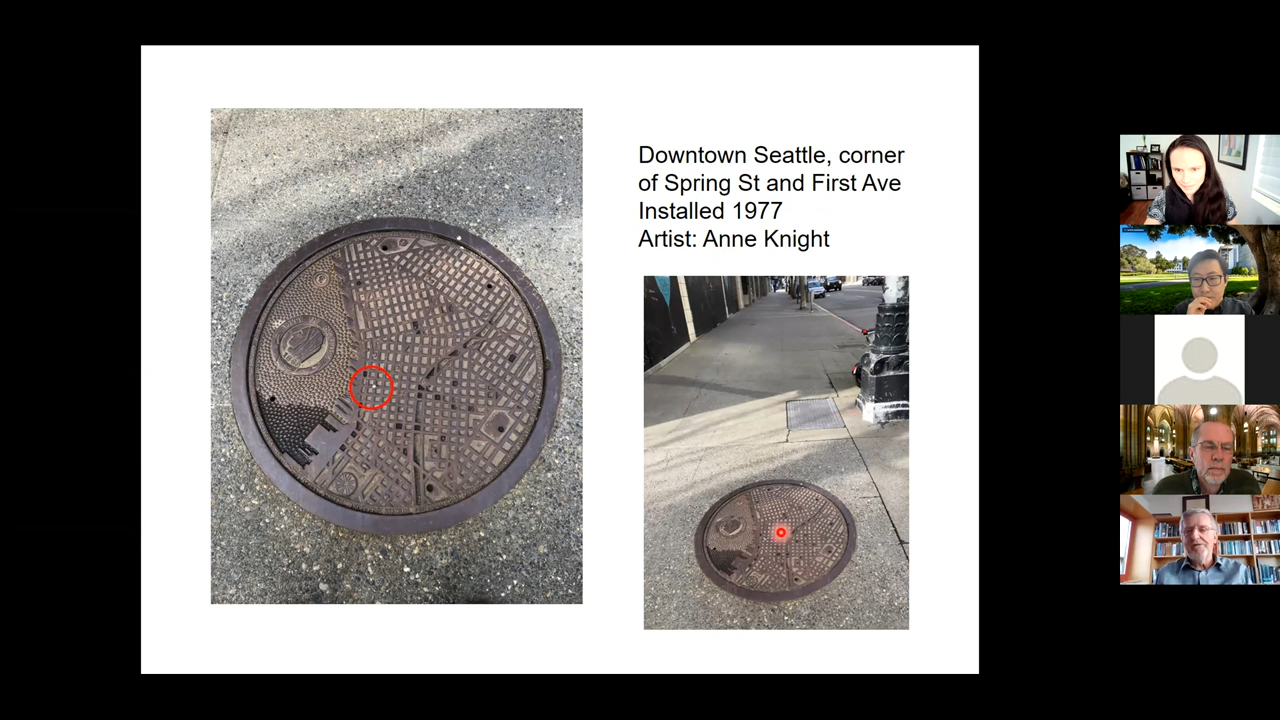 Downtown Seattle, corner
of Spring St and First Ave
Installed 1977
Artist: Anne Knight